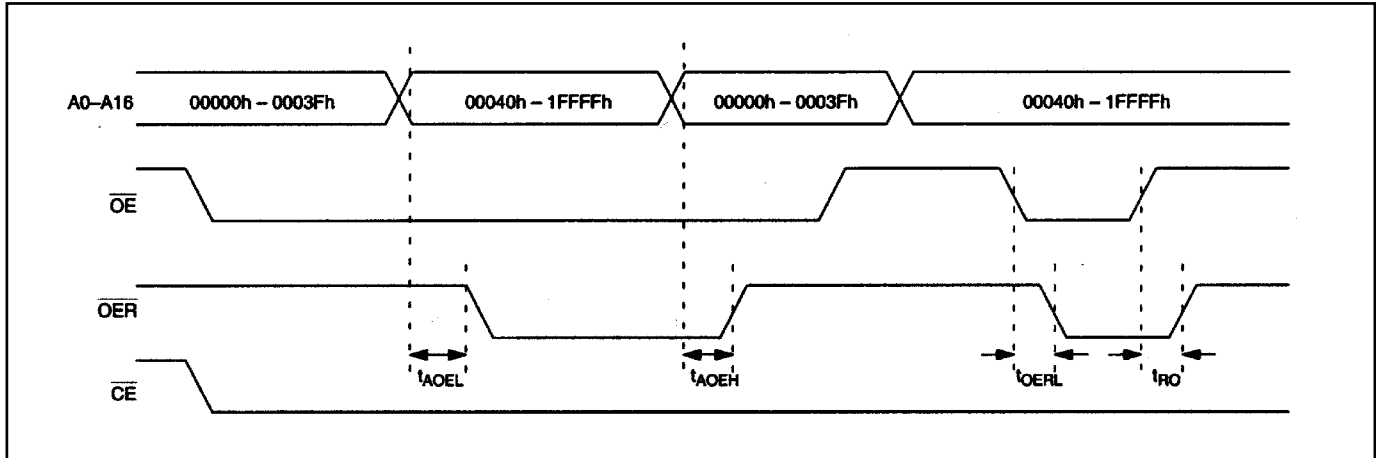 A0–A16 00000h – 0003Fh 00040h – 1FFFFh 00000h – 0003Fh 00040h – 1FFFFh
OE
OER
tAOEL tAOEH tOERL tRO
CE